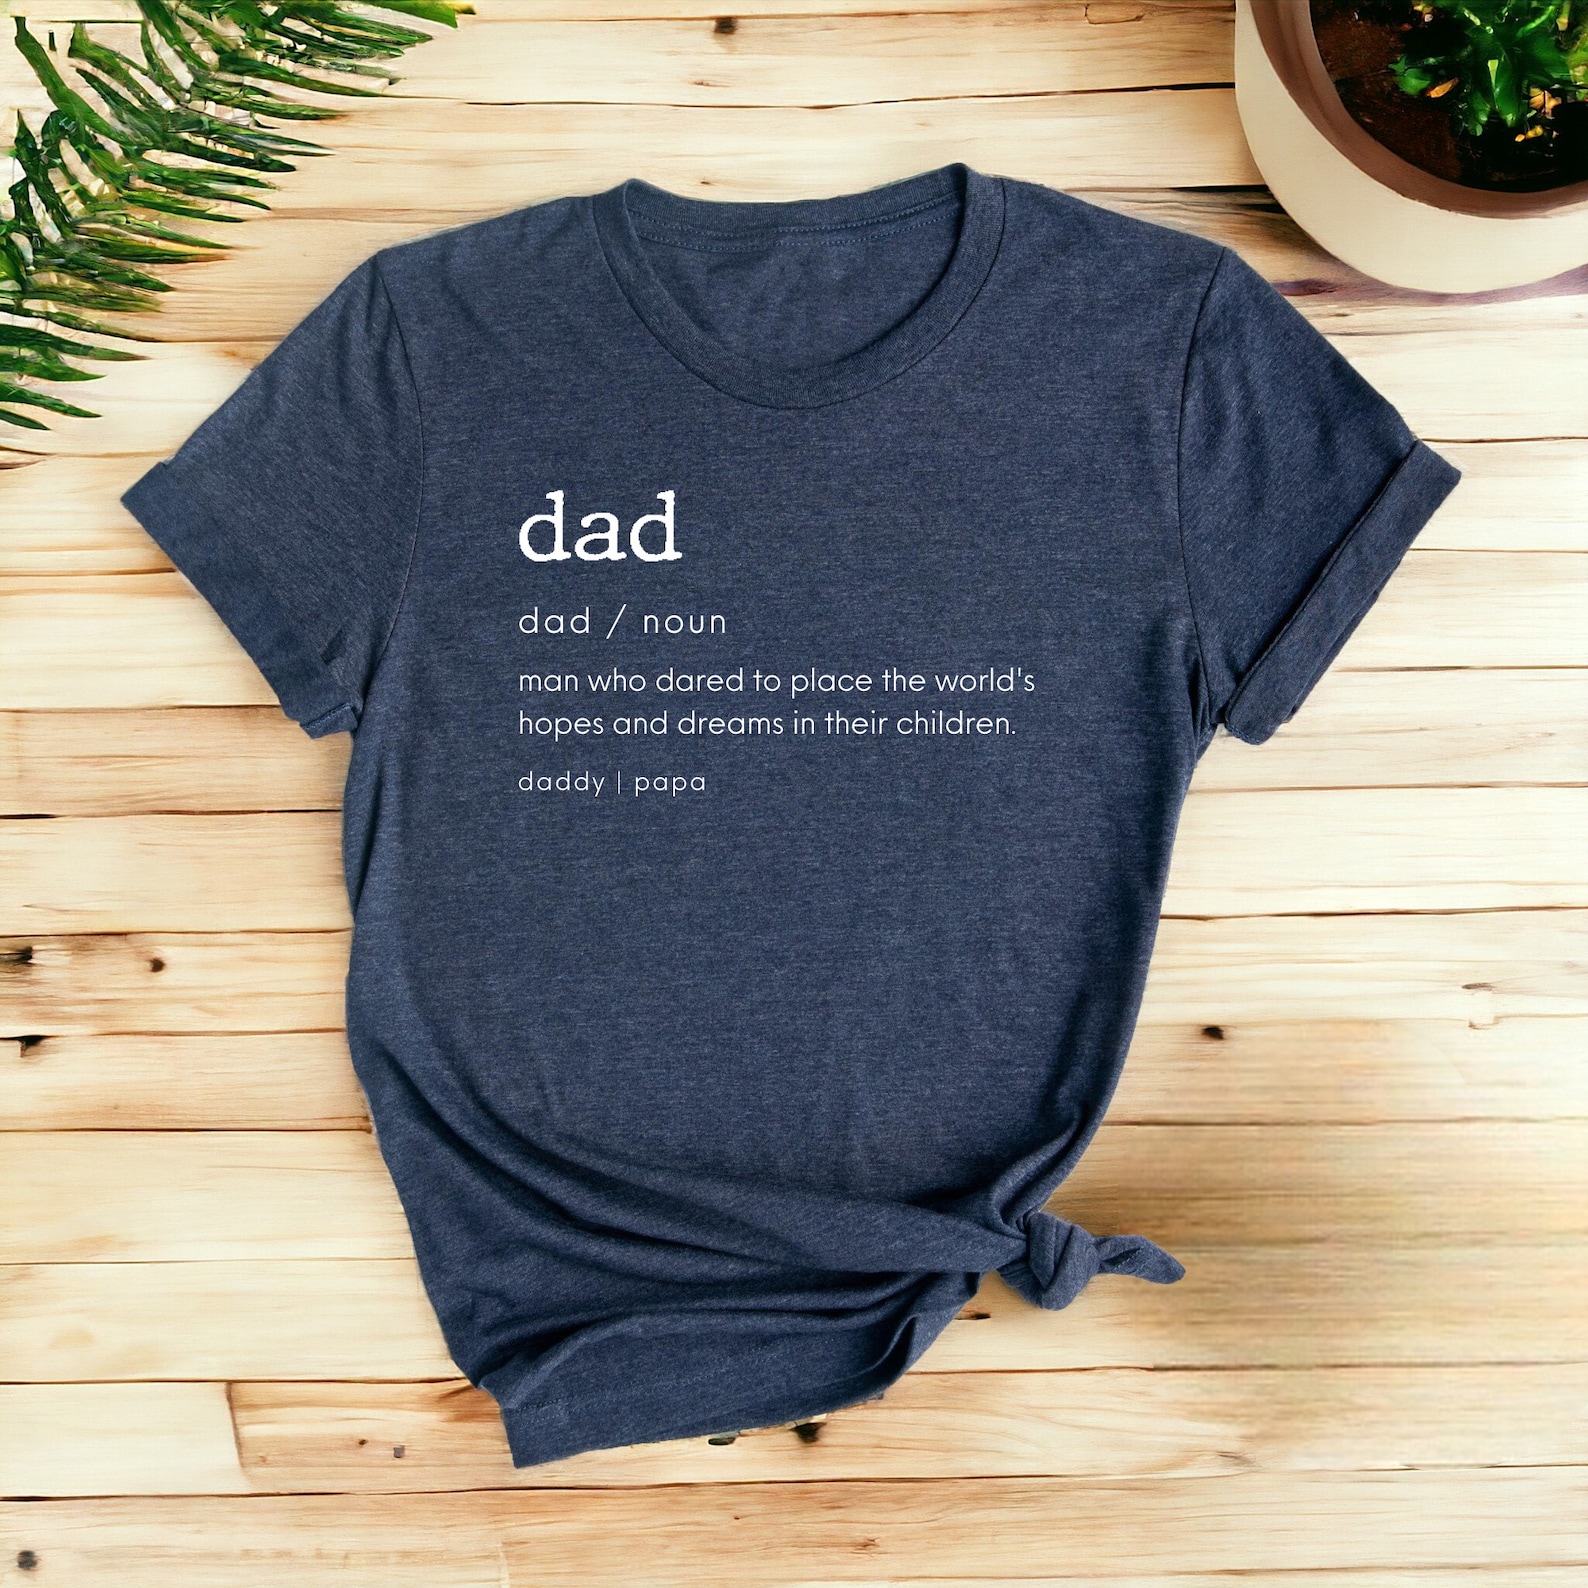 dad
dad / noun
man who dared to place the world's
hopes and dreams in their children.
daddy | papa